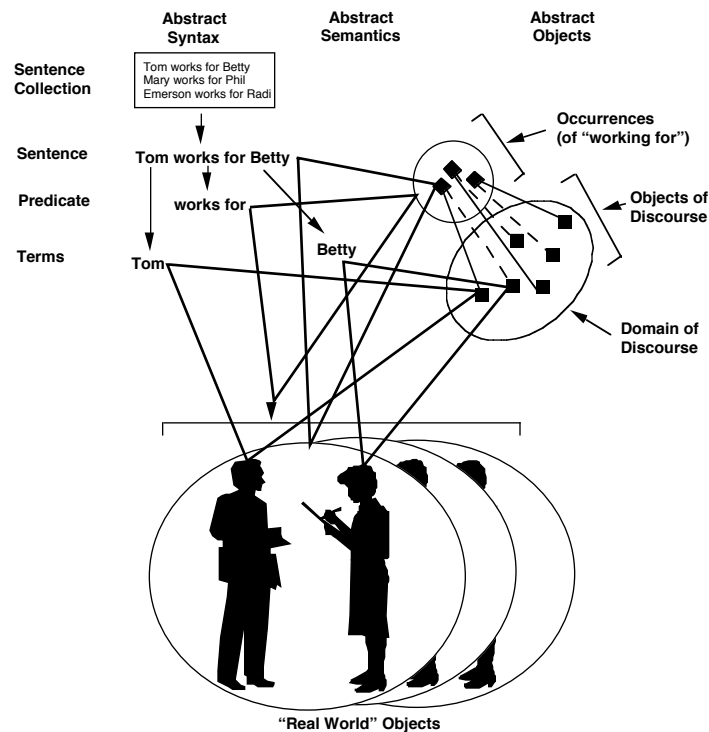 Abstract
Syntax
Abstract
Semantics
Abstract
Objects
Sentence
Collection
Tom works for Betty
Mary works for Phil
Emerson works for Radi
Occurrences
(of “working for”)
Sentence
Tom works for Betty
Predicate
works for
Objects of
Discourse
Terms
Tom
Betty
Domain of
Discourse
“Real World” Objects